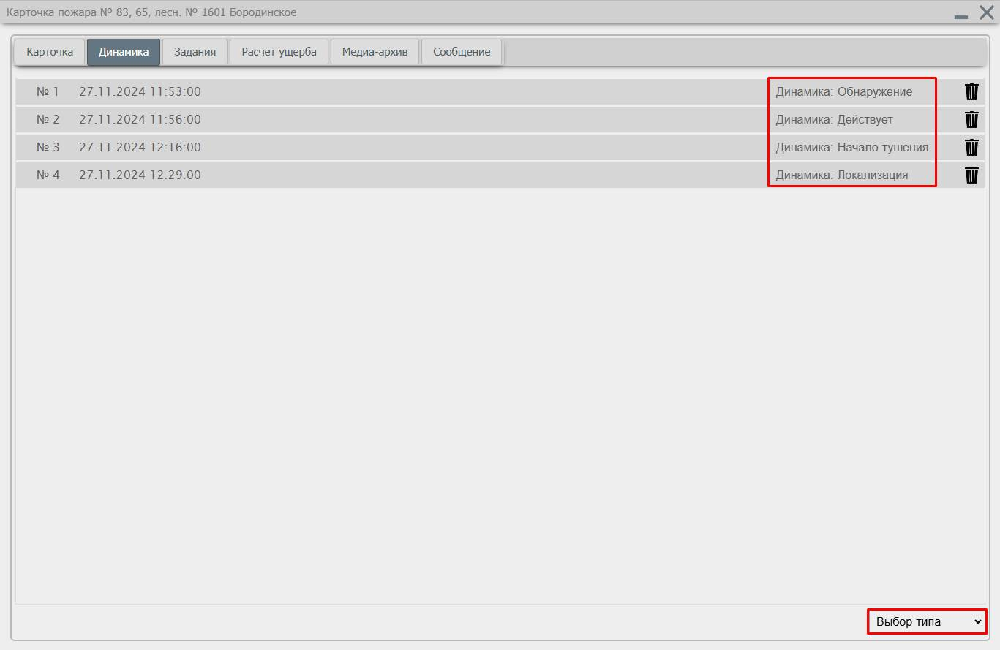 Карточка пожара № 83, 65, лесн. № 1601 Бородинское
Карточка Динамика Задания Расчет ущерба Медиа-архив Сообщение
№ 1 27.11.2024 11:53:00 Динамика: Обнаружение
№ 2 27.11.2024 11:56:00 Динамика: Действует
№ 3 27.11.2024 12:16:00 Динамика: Начало тушения
№ 4 27.11.2024 12:29:00 Динамика: Локализация
Выбор типа